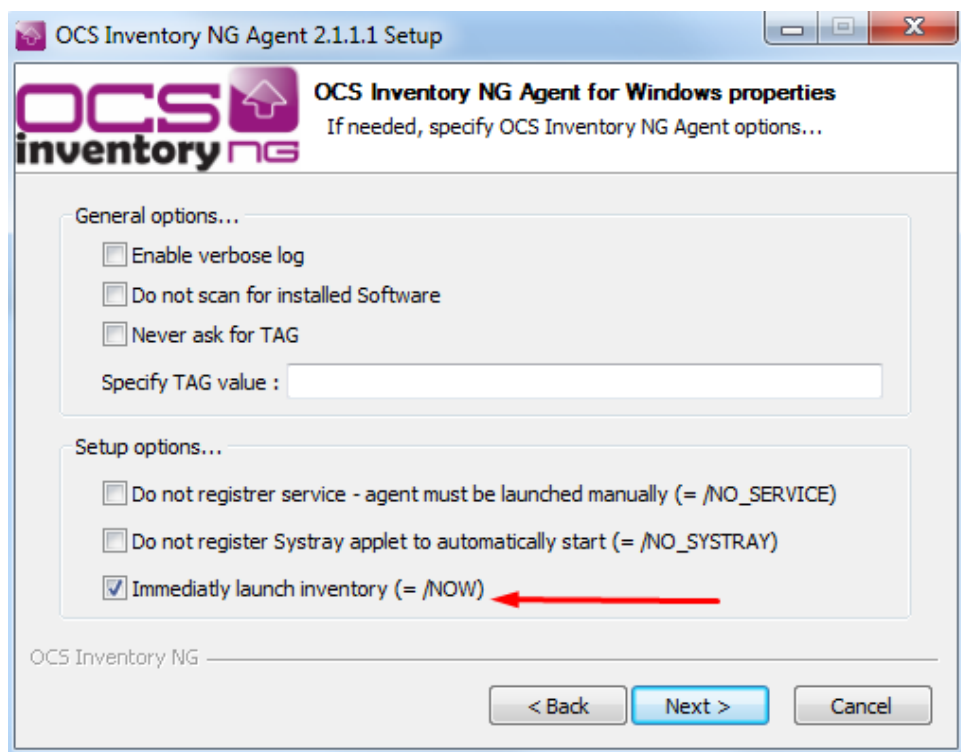 OCS Inventory NG Agent 2.1.1.1 Setup
OCS
inventory NG
OCS Inventory NG Agent for Windows properties
If needed, specify OCS Inventory NG Agent options...
General options...
Enable verbose log
Do not scan for installed Software
Never ask for TAG
Specify TAG value :
Setup options...
Do not registrer service - agent must be launched manually (= /NO_SERVICE)
Do not register Systray applet to automatically start (= /NO_SYSTRAY)
Immediatly launch inventory (= /NOW)
OCS Inventory NG
< Back
Next >
Cancel